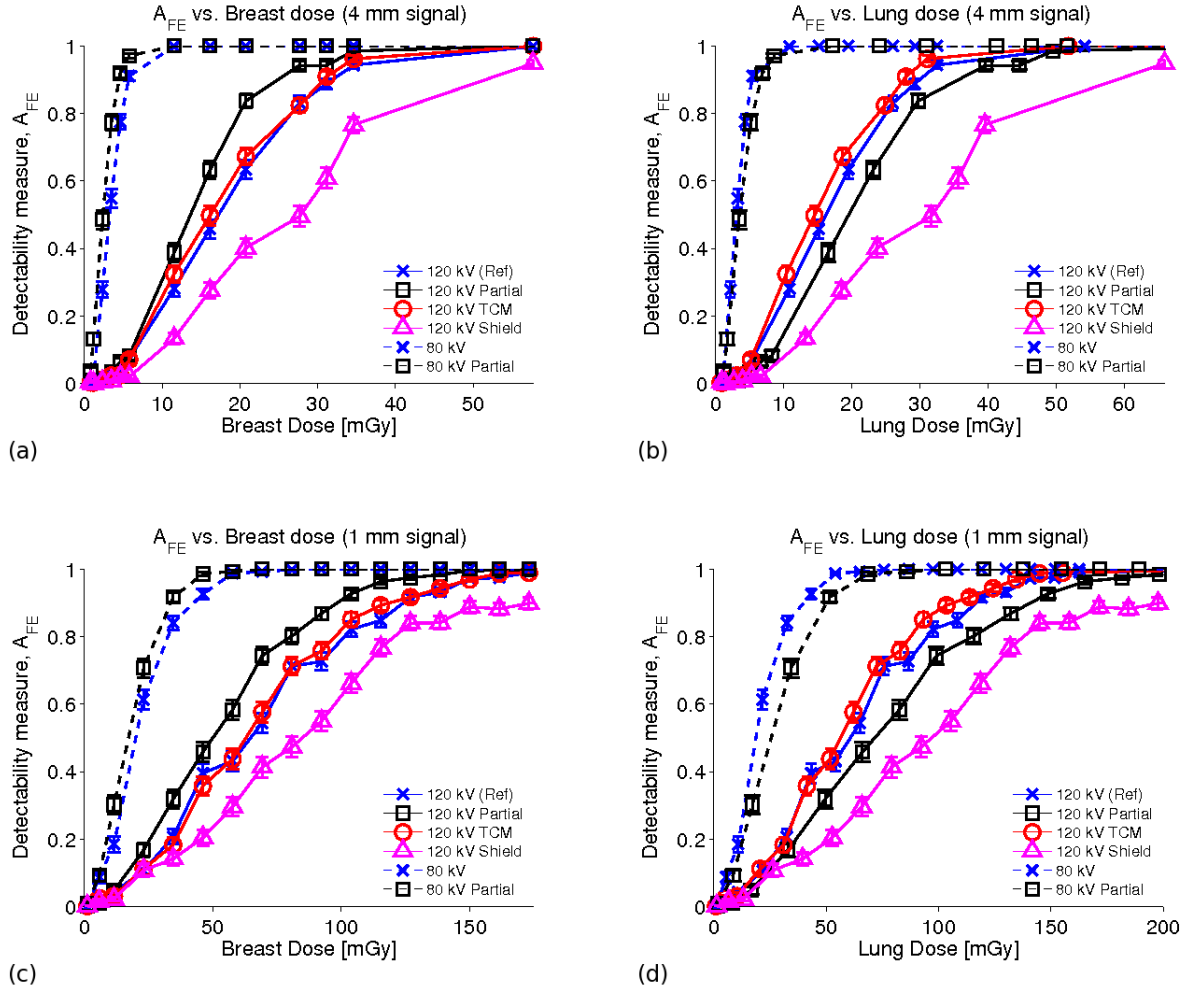 A_FE vs. Breast dose (4 mm signal)
Detectability measure, A_FE
1
0.8
0.6
0.4
0.2
0
120 kV (Ref)
120 kV Partial
120 kV TCM
120 kV Shield
80 kV
80 kV Partial
0 10 20 30 40 50
Breast Dose [mGy]
(a)
A_FE vs. Lung dose (4 mm signal)
Detectability measure, A_FE
1
0.8
0.6
0.4
0.2
0
120 kV (Ref)
120 kV Partial
120 kV TCM
120 kV Shield
80 kV
80 kV Partial
0 10 20 30 40 50 60
Lung Dose [mGy]
(b)
A_FE vs. Breast dose (1 mm signal)
Detectability measure, A_FE
1
0.8
0.6
0.4
0.2
0
120 kV (Ref)
120 kV Partial
120 kV TCM
120 kV Shield
80 kV
80 kV Partial
0 50 100 150
Breast Dose [mGy]
(c)
A_FE vs. Lung dose (1 mm signal)
Detectability measure, A_FE
1
0.8
0.6
0.4
0.2
0
120 kV (Ref)
120 kV Partial
120 kV TCM
120 kV Shield
80 kV
80 kV Partial
0 50 100 150 200
Lung Dose [mGy]
(d)